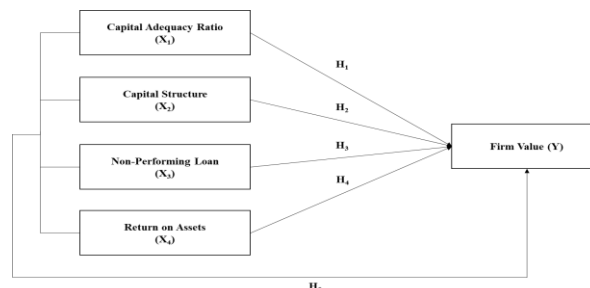 Capital Adequacy Ratio
(X₁)
H₁
Capital Structure
(X₂)
H₂
Firm Value (Y)
Non-Performing Loan
(X₃)
H₃
H₄
Return on Assets
(X₄)